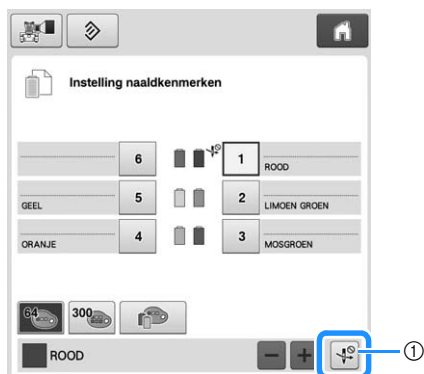 Instelling naaldkenmerken
6
1
ROOD
GEEL
5
2
LIMOEN GROEN
ORANJE
4
3
MOSGROEN
64
300
ROOD
− +
①